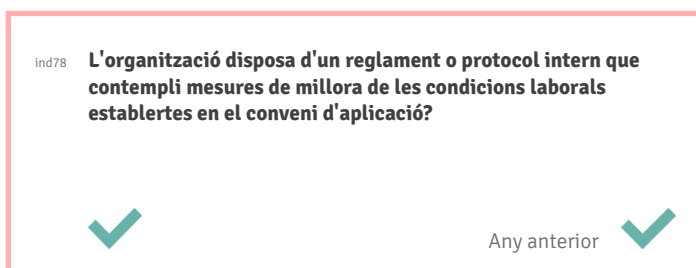 ind78 L'organització disposa d'un reglament o protocol intern que
contempli mesures de millora de les condicions laborals
establertes en el conveni d'aplicació?
Any anterior